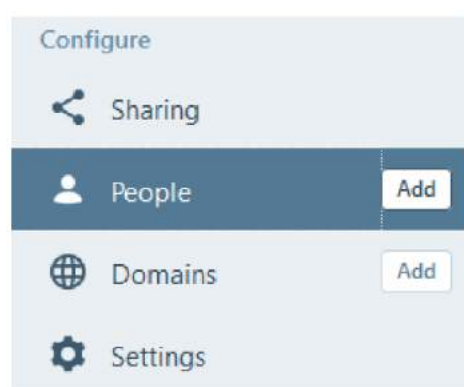 Configure
Sharing
People Add
Domains Add
Settings